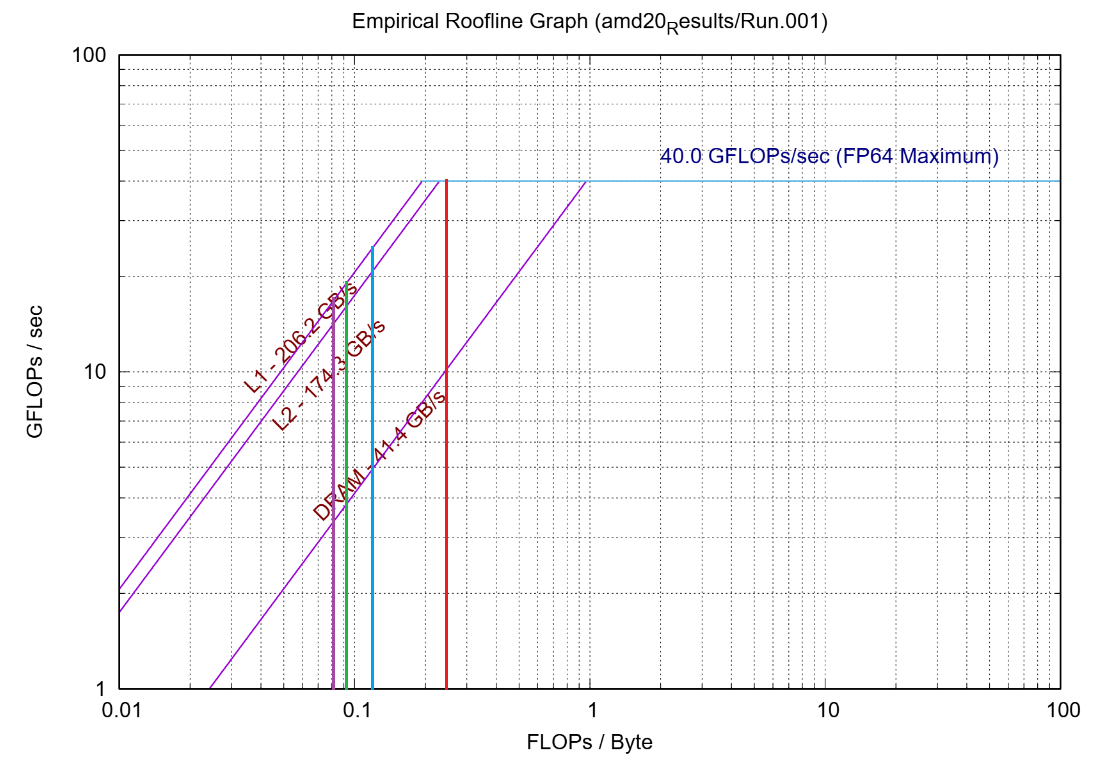 Empirical Roofline Graph (amd20Results/Run.001)
100
40.0 GFLOPs/sec (FP64 Maximum)
L1 - 206.2 GB/s
L2 - 174.3 GB/s
DRAM - 41.4 GB/s
GFLOPs / sec
10
1
0.01 0.1 1 10 100
FLOPs / Byte